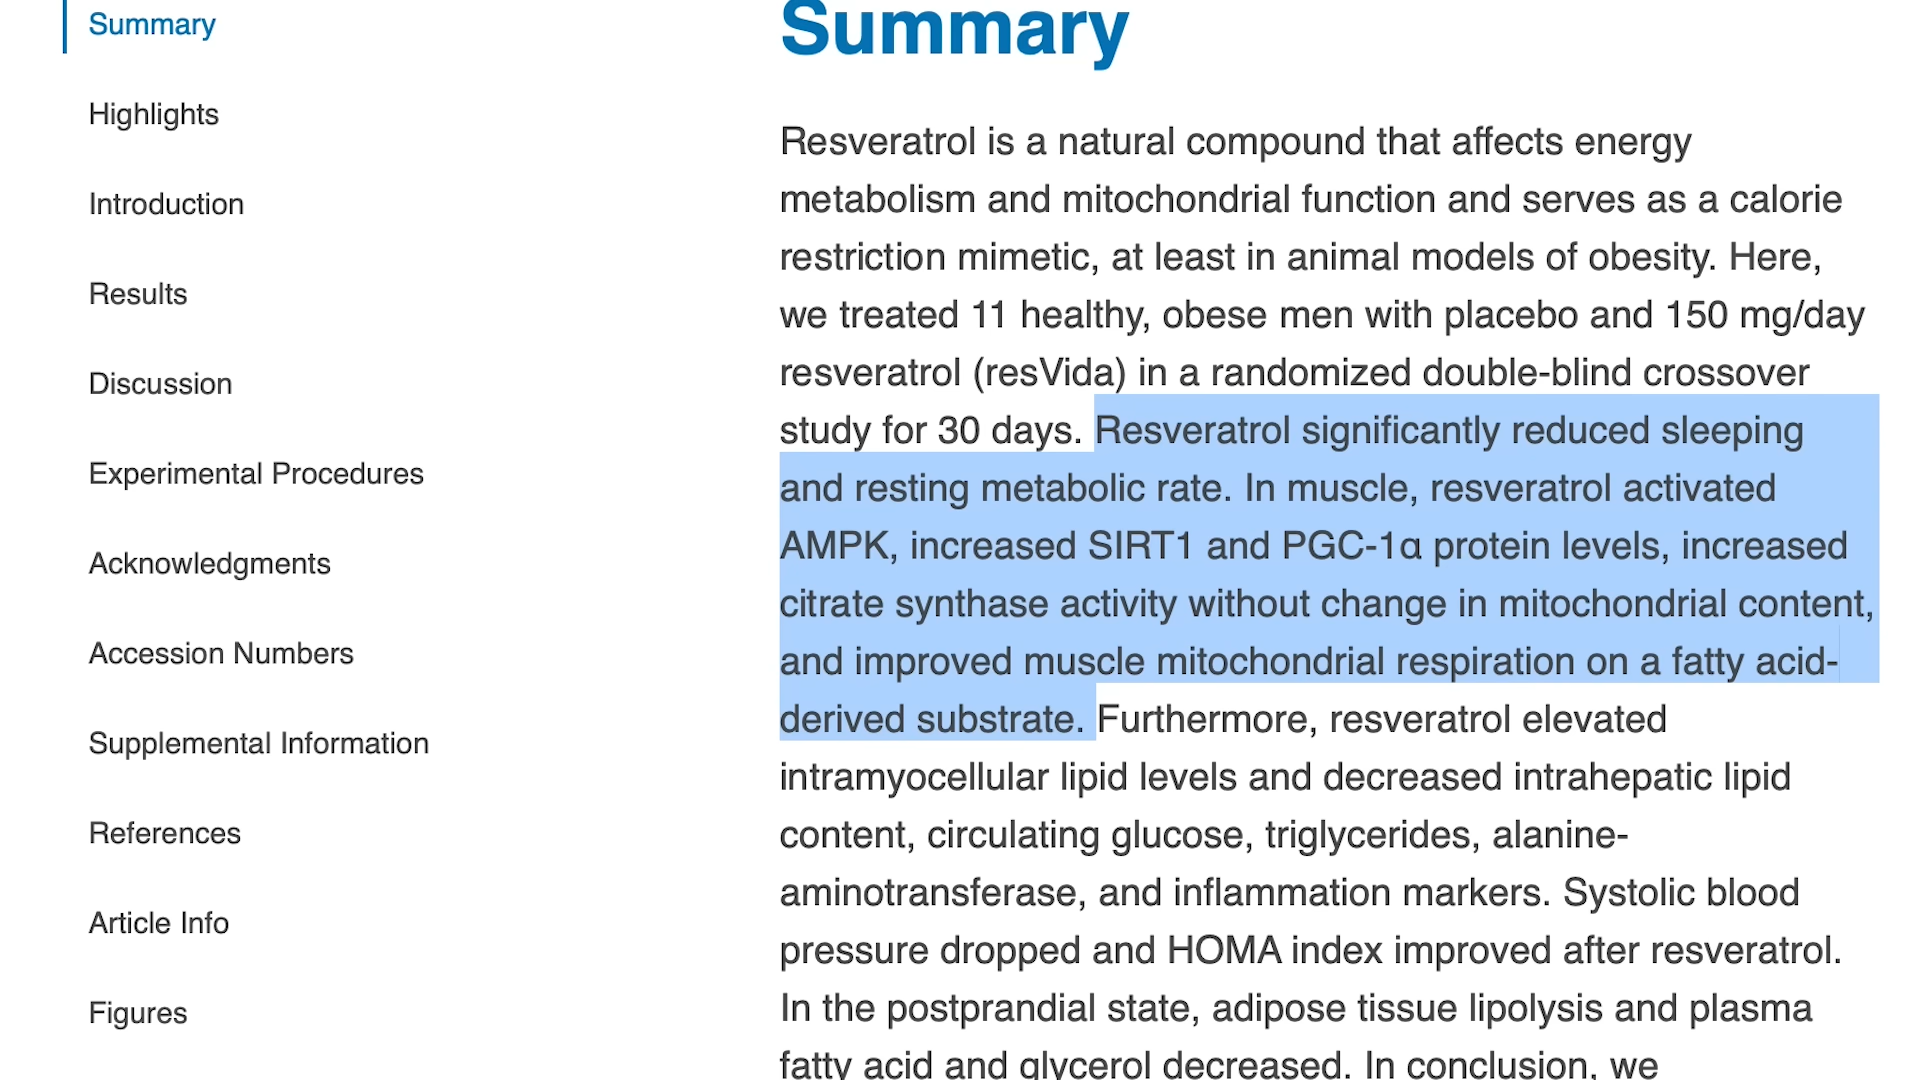 Summary
Highlights
Introduction
Results
Discussion
Experimental Procedures
Acknowledgments
Accession Numbers
Supplemental Information
References
Article Info
Figures
Summary
Resveratrol is a natural compound that affects energy
metabolism and mitochondrial function and serves as a calorie
restriction mimetic, at least in animal models of obesity. Here,
we treated 11 healthy, obese men with placebo and 150 mg/day
resveratrol (resVida) in a randomized double-blind crossover
study for 30 days. Resveratrol significantly reduced sleeping
and resting metabolic rate. In muscle, resveratrol activated
AMPK, increased SIRT1 and PGC-1α protein levels, increased
citrate synthase activity without change in mitochondrial content,
and improved muscle mitochondrial respiration on a fatty acid-
derived substrate. Furthermore, resveratrol elevated
intramyocellular lipid levels and decreased intrahepatic lipid
content, circulating glucose, triglycerides, alanine-
aminotransferase, and inflammation markers. Systolic blood
pressure dropped and HOMA index improved after resveratrol.
In the postprandial state, adipose tissue lipolysis and plasma
fatty acid and glycerol decreased. In conclusion, we